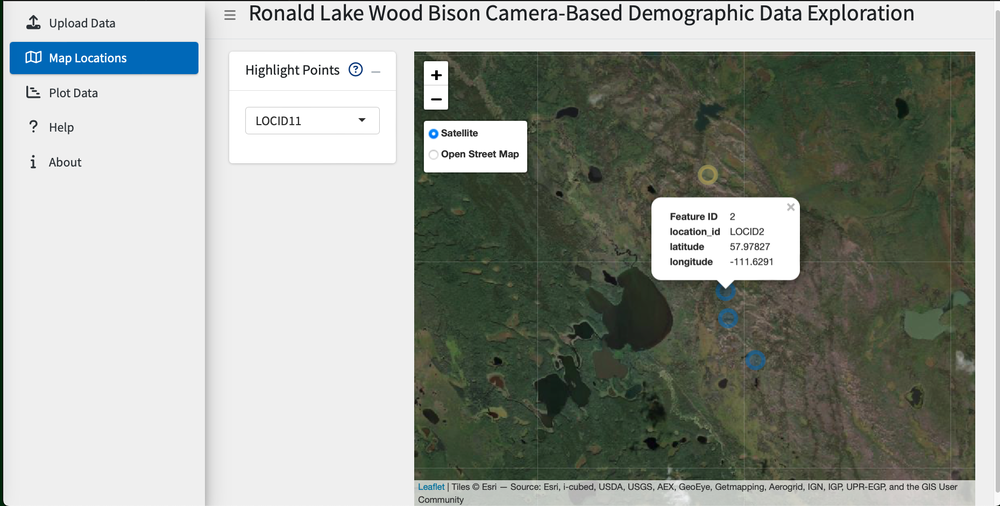 Ronald Lake Wood Bison Camera-Based Demographic Data Exploration
Upload Data
Map Locations
Plot Data
? Help
i About
Highlight Points ?
LOCID11
+
−
Satellite
Open Street Map
×
Feature ID 2
location_id LOCID2
latitude 57.97827
longitude -111.6291
Leaflet | Tiles © Esri — Source: Esri, i-cubed, USDA, USGS, AEX, GeoEye, Getmapping, Aerogrid, IGN, IGP, UPR-EGP, and the GIS User
Community